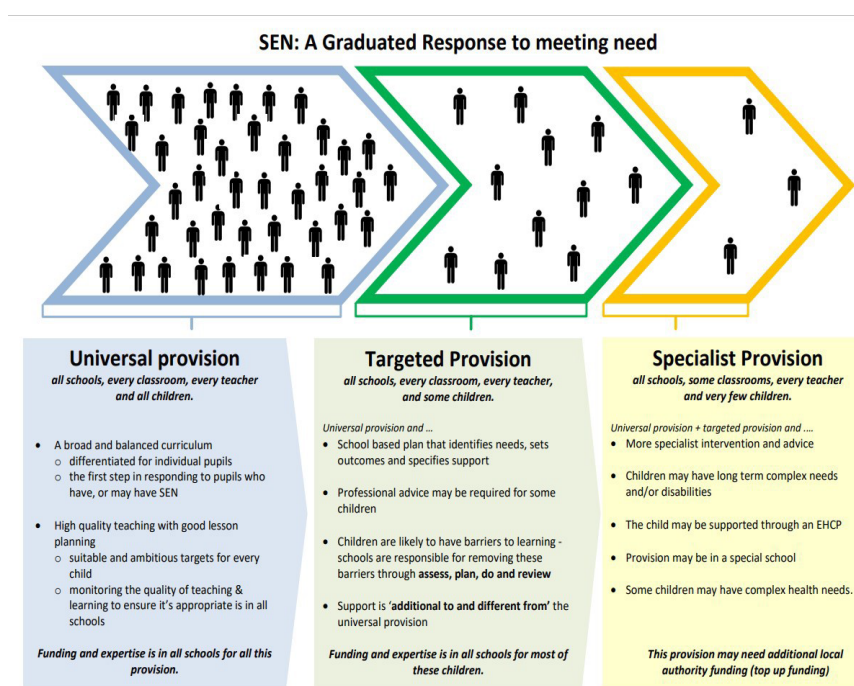 SEN: A Graduated Response to meeting need
Universal provision
all schools, every classroom, every teacher
and all children.
• A broad and balanced curriculum
o differentiated for individual pupils
o the first step in responding to pupils who
have, or may have SEN
• High quality teaching with good lesson
planning
o suitable and ambitious targets for every
child
o monitoring the quality of teaching &
learning to ensure it's appropriate is in all
schools
Funding and expertise is in all schools for all this
provision.
Targeted Provision
all schools, every classroom, every teacher,
and some children.
Universal provision and ...
• School based plan that identifies needs, sets
outcomes and specifies support
• Professional advice may be required for some
children
• Children are likely to have barriers to learning -
schools are responsible for removing these
barriers through assess, plan, do and review
• Support is 'additional to and different from' the
universal provision
Funding and expertise is in all schools for most of
these children.
Specialist Provision
all schools, some classrooms, every teacher
and very few children.
Universal provision + targeted provision and ....
• More specialist intervention and advice
• Children may have long term complex needs
and/or disabilities
• The child may be supported through an EHCP
• Provision may be in a special school
• Some children may have complex health needs.
This provision may need additional local
authority funding (top up funding)